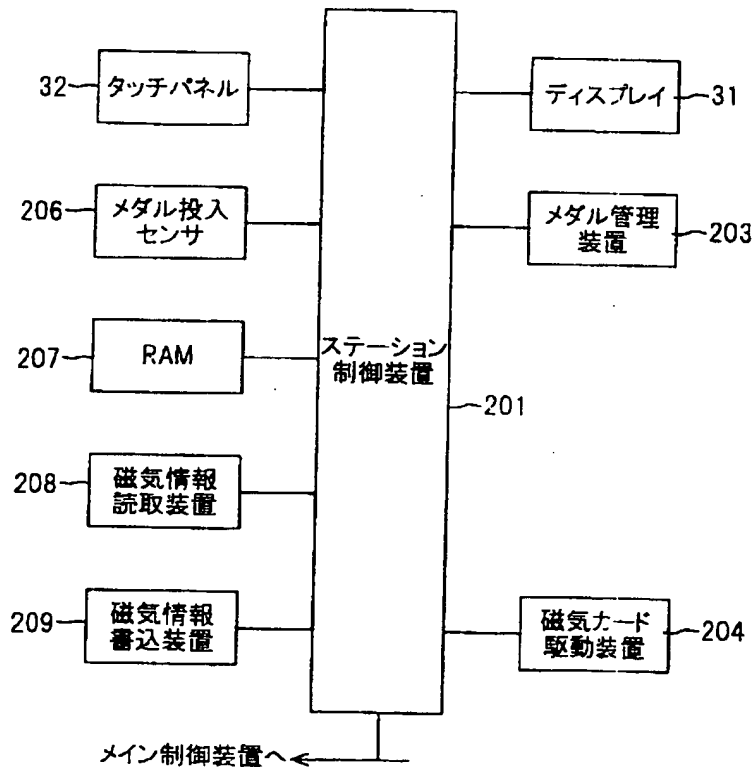 32
タッチパネル
ディスプレイ
31
206
メダル投入
センサ
メダル管理
装置
203
207
RAM
ステーション
制御装置
201
208
磁気情報
読取装置
209
磁気情報
書込装置
磁気カード
駆動装置
204
メイン制御装置へ